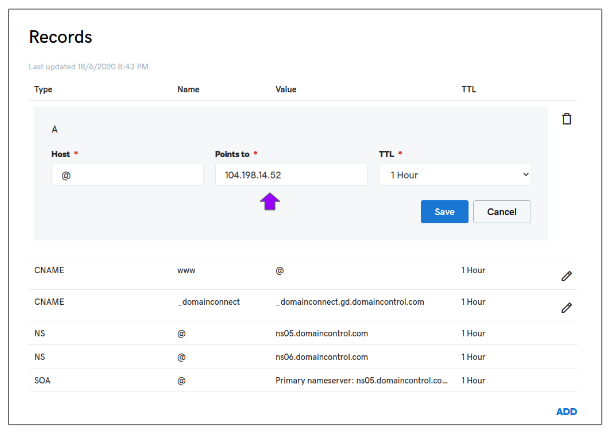 Records
Last updated 18/6/2020 8:43 PM
Type Name Value TTL
A
Host * Points to * TTL *
@ 104.198.14.52 1 Hour
Save Cancel
CNAME www @ 1 Hour
CNAME _domainconnect _domainconnect.gd.domaincontrol.com 1 Hour
NS @ ns05.domaincontrol.com 1 Hour
NS @ ns06.domaincontrol.com 1 Hour
SOA @ Primary nameserver: ns05.domaincontrol.co... 1 Hour
ADD